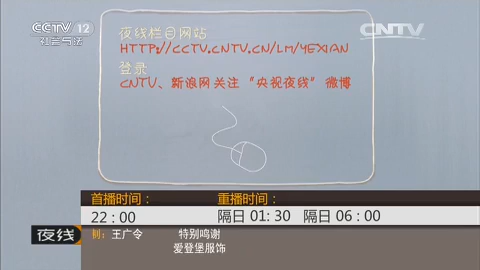 CCTV 12
社会与法
CNTV
夜线栏目网站
HTTP://CCTV.CNTV.CN/LM/YEXIAN
登录
CNTV、新浪网关注“央视夜线”微博
首播时间： 重播时间：
22：00 隔日 01：30 隔日 06：00
夜线
制：王广令 特别鸣谢
爱登堡服饰